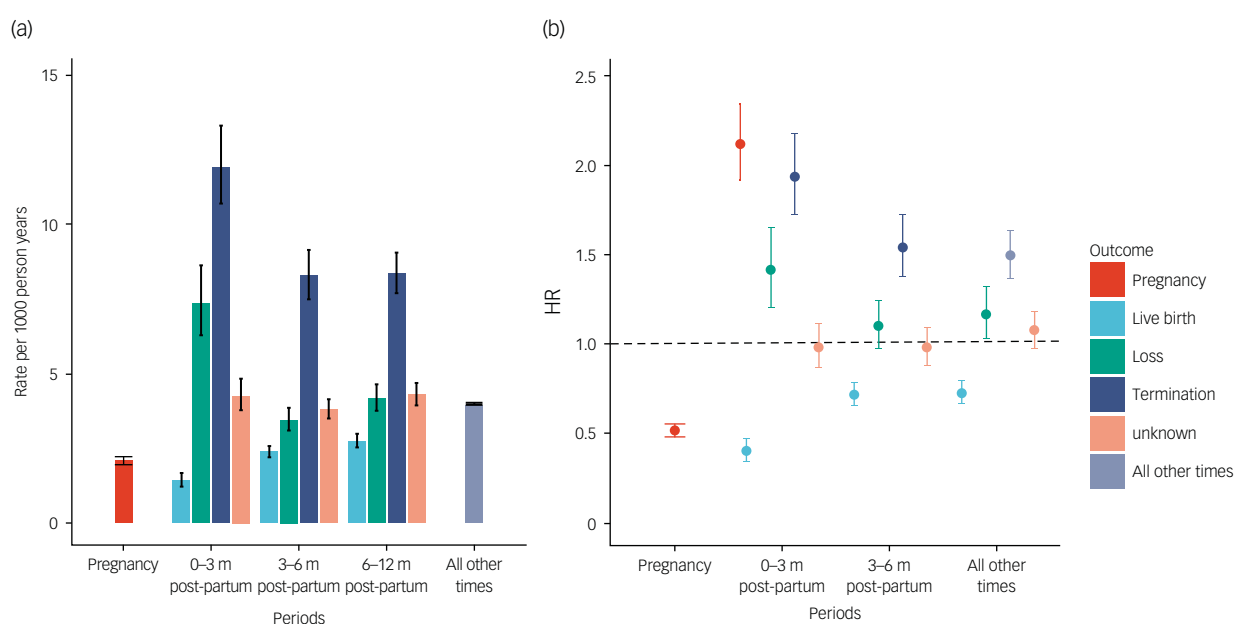 (a)
15
10
5
0
Rate per 1000 person years
Pregnancy
0–3 m
post-partum
3–6 m
post-partum
6–12 m
post-partum
All other
times
Periods
(b)
2.5
2.0
1.5
1.0
0.5
0
HR
Pregnancy
0–3 m
post-partum
3–6 m
post-partum
All other
times
Periods
Outcome
Pregnancy
Live birth
Loss
Termination
unknown
All other times